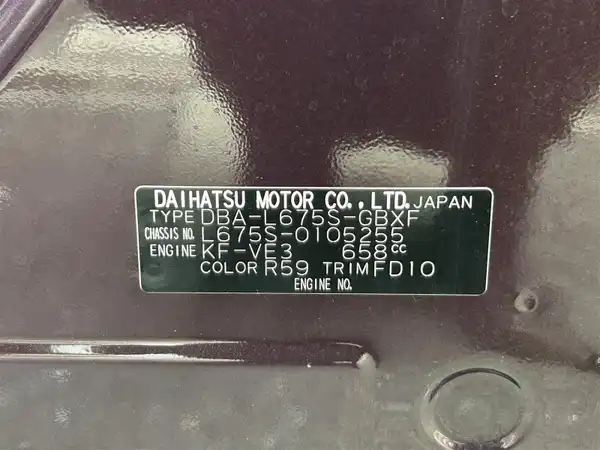 DAIHATSU MOTOR CO., LTD. JAPAN
TYPE DBA-L675S-GBXF
CHASSIS NO. L675S-0105255
ENGINE KF-VE3 658cc
COLOR R59 TRIM FD10
ENGINE NO.